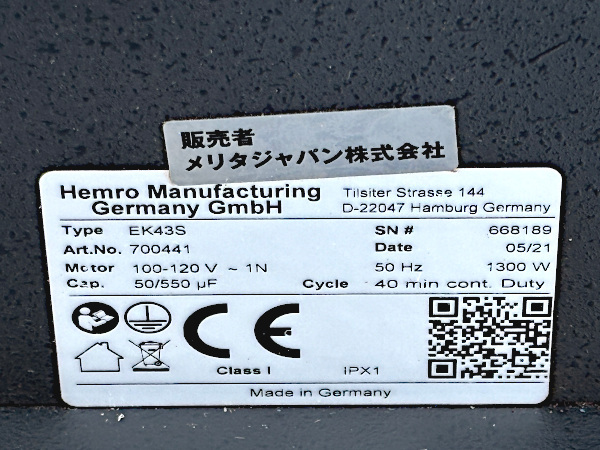 販売者
メリタジャパン株式会社
Hemro Manufacturing Tilsiter Strasse 144
Germany GmbH D-22047 Hamburg Germany
Type EK43S SN # 668189
Art.No. 700441 Date 05/21
Motor 100-120 V ~ 1N 50 Hz 1300 W
Cap. 50/550 µF Cycle 40 min cont. Duty
CE
Class I iPX1
Made in Germany